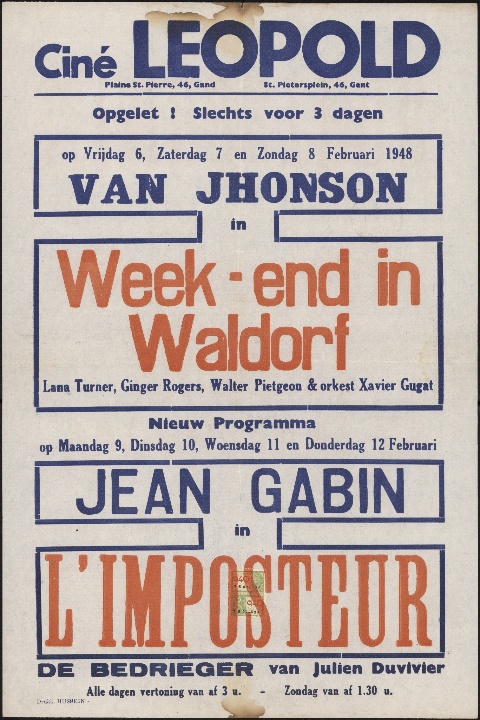 Ciné LEOPOLD
Plaine St. Pierre, 46, Gand St. Pietersplein, 46, Gent
Opgelet ! Slechts voor 3 dagen
op Vrijdag 6, Zaterdag 7 en Zondag 8 Februari 1948
VAN JHONSON
in
Week-end in
Waldorf
Lana Turner, Ginger Rogers, Walter Pietgeon & orkest Xavier Gugat
Nieuw Programma
op Maandag 9, Dinsdag 10, Woensdag 11 en Donderdag 12 Februari
JEAN GABIN
in
L'IMPOSTEUR
DE BEDRIEGER van Julien Duvivier
Alle dagen vertoning van af 3 u. - Zondag van af 1.30 u.